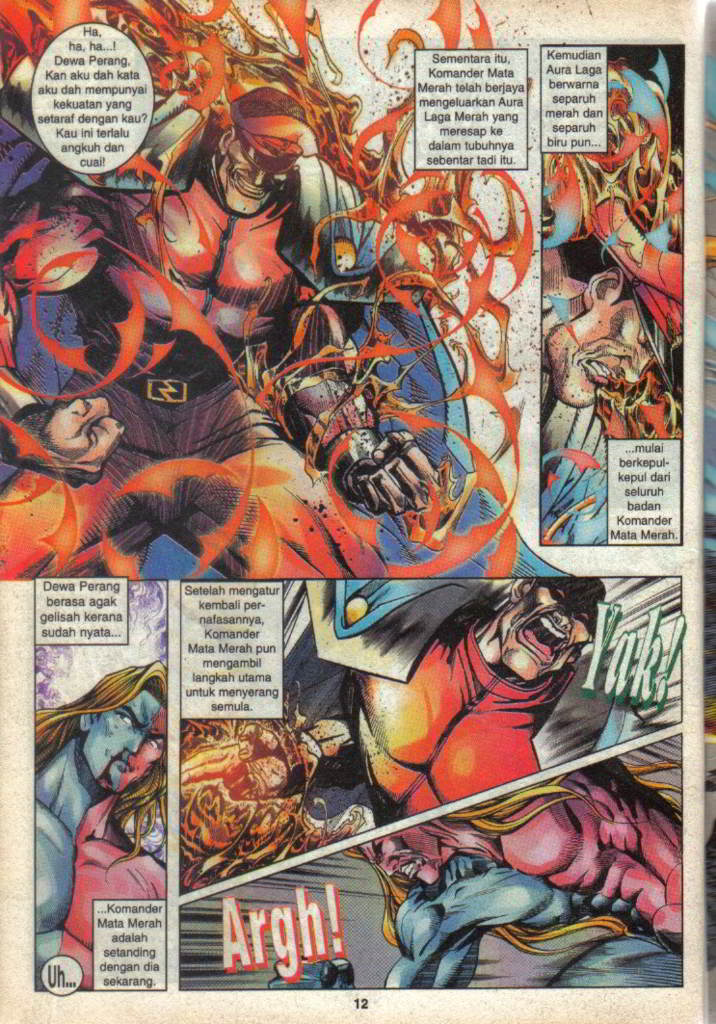 Ha,
ha, ha...!
Dewa Perang,
Kan aku dah kata
aku dah mempunyai
kekuatan yang
setaraf dengan kau?
Kau ini terlalu
angkuh dan
cuai!
Sementara itu,
Komander Mata
Merah telah berjaya
mengeluarkan Aura
Laga Merah yang
meresap ke
dalam tubuhnya
sebentar tadi itu.
Kemudian
Aura Laga
berwarna
separuh
merah dan
separuh
biru pun...
...mulai
berkepul-
kepul dari
seluruh
badan
Komander
Mata Merah.
Dewa Perang
berasa agak
gelisah kerana
sudah nyata...
...Komander
Mata Merah
adalah
setanding
dengan dia
sekarang.
Uh...
Setelah mengatur
kembali per-
nafasannya,
Komander
Mata Merah pun
mengambil
langkah utama
untuk menyerang
semula.
Yak!
Argh!
12